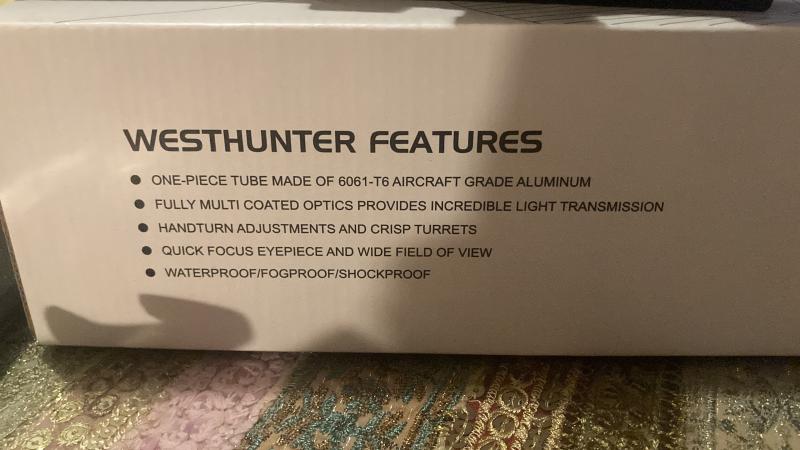 WESTHUNTER FEATURES
● ONE-PIECE TUBE MADE OF 6061-T6 AIRCRAFT GRADE ALUMINUM
● FULLY MULTI COATED OPTICS PROVIDES INCREDIBLE LIGHT TRANSMISSION
● HANDTURN ADJUSTMENTS AND CRISP TURRETS
● QUICK FOCUS EYEPIECE AND WIDE FIELD OF VIEW
● WATERPROOF/FOGPROOF/SHOCKPROOF